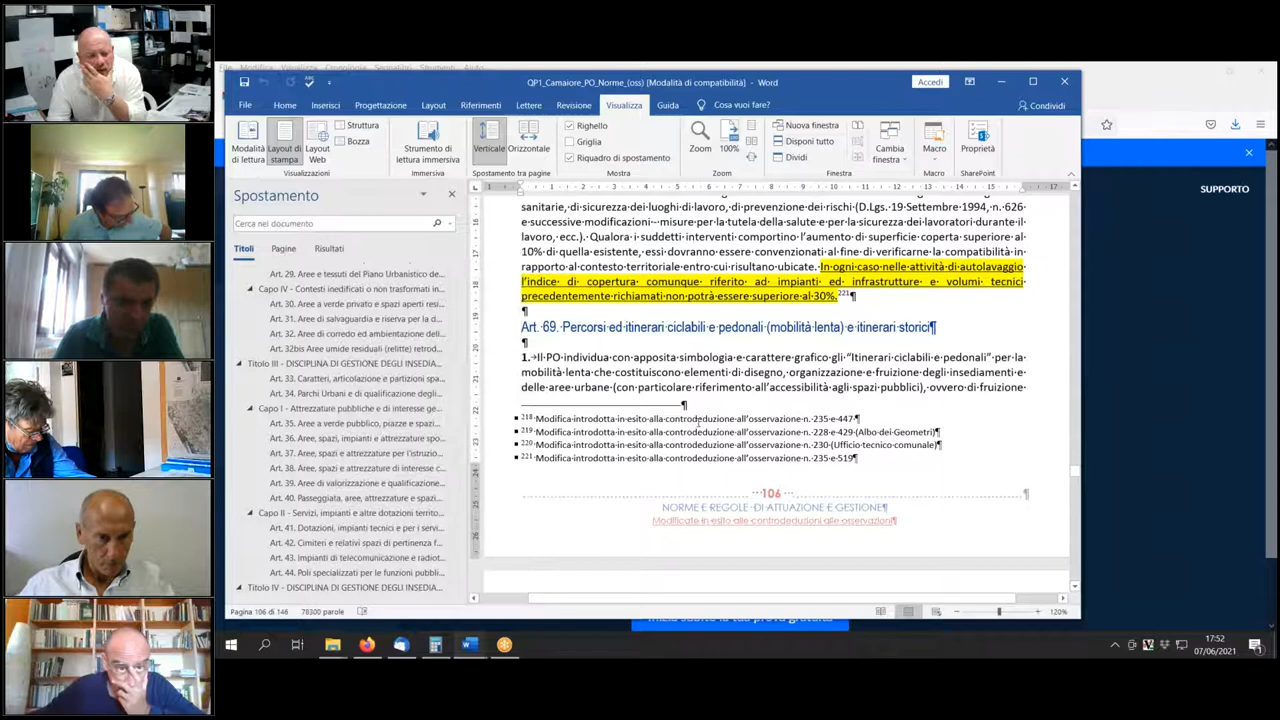 QP1_Camaiore_PO_Norme_(oss) [Modalità di compatibilità] - Word
Accedi
File Home Inserisci Progettazione Layout Riferimenti Lettere Revisione Visualizza Guida Cosa vuoi fare? Condividi
Modalità di lettura
Layout di stampa
Layout Web
Struttura
Bozza
Visualizzazioni
Strumento di lettura immersiva
Immersiva
Verticale
Orizzontale
Spostamento tra pagine
Righello
Griglia
Riquadro di spostamento
Mostra
Zoom
100%
Zoom
Nuova finestra
Disponi tutto
Dividi
Cambia finestra
Finestra
Macro
Macro
Proprietà
SharePoint
SUPPORTO
Spostamento
Cerca nel documento
Titoli Pagine Risultati
Art. 29. Aree e tessuti del Piano Urbanistico de...
Capo IV - Contesti inedificati o non trasformati in...
Art. 30. Aree a verde privato e spazi aperti resi...
Art. 31. Aree di salvaguardia e riserva per la d...
Art. 32. Aree di corredo ed ambientazione dell...
Art. 32bis Aree umide residuali (relitte) retrod...
Titolo III - DISCIPLINA DI GESTIONE DEGLI INSEDIA...
Art. 33. Caratteri, articolazione e partizioni spa...
Art. 34. Parchi Urbani e di qualificazione degli...
Capo I - Attrezzature pubbliche e di interesse ge...
Art. 35. Aree a verde pubblico, piazze e spazi...
Art. 36. Aree, spazi, impianti e attrezzature spo...
Art. 37. Aree, spazi e attrezzature per l'istruzio...
Art. 38. Aree, spazi e attrezzature di interesse c...
Art. 39. Aree di valorizzazione e qualificazione...
Art. 40. Passeggiata, aree, attrezzature e spazi...
Capo II - Servizi, impianti e altre dotazioni territo...
Art. 41. Dotazioni, impianti tecnici e per i servi...
Art. 42. Cimiteri e relativi spazi di pertinenza f...
Art. 43. Impianti di telecomunicazione e radiot...
Art. 44. Poli specializzati per le funzioni pubbli...
Titolo IV - DISCIPLINA DI GESTIONE DEGLI INSEDIA...
sanitarie, di sicurezza dei luoghi di lavoro, di prevenzione dei rischi (D.Lgs. 19 Settembre 1994, n. 626
e successive modificazioni - misure per la tutela della salute e per la sicurezza dei lavoratori durante il
lavoro, ecc.). Qualora i suddetti interventi comportino l'aumento di superficie coperta superiore al
10% di quella esistente, essi dovranno essere convenzionati al fine di verificarne la compatibilità in
rapporto al contesto territoriale entro cui risultano ubicate. In ogni caso nelle attività di autolavaggio
l'indice di copertura comunque riferito ad impianti ed infrastrutture e volumi tecnici
precedentemente richiamati non potrà essere superiore al 30%.221¶
¶
Art. 69. Percorsi ed itinerari ciclabili e pedonali (mobilità lenta) e itinerari storici¶
¶
1.→Il PO individua con apposita simbologia e carattere grafico gli "Itinerari ciclabili e pedonali" per la
mobilità lenta che costituiscono elementi di disegno, organizzazione e fruizione degli insediamenti e
delle aree urbane (con particolare riferimento all'accessibilità agli spazi pubblici), ovvero di fruizione
¶
218 Modifica introdotta in esito alla controdeduzione all'osservazione n. 235 e 447¶
219 Modifica introdotta in esito alla controdeduzione all'osservazione n. 228 e 429 (Albo dei Geometri)¶
220 Modifica introdotta in esito alla controdeduzione all'osservazione n. 230 (Ufficio tecnico comunale)¶
221 Modifica introdotta in esito alla controdeduzione all'osservazione n. 235 e 519¶
106
NORME E REGOLE DI ATTUAZIONE E GESTIONE¶
Modificate in esito alle controdeduzioni alle osservazioni¶
Pagina 106 di 146 78300 parole
120%
17:52
07/06/2021